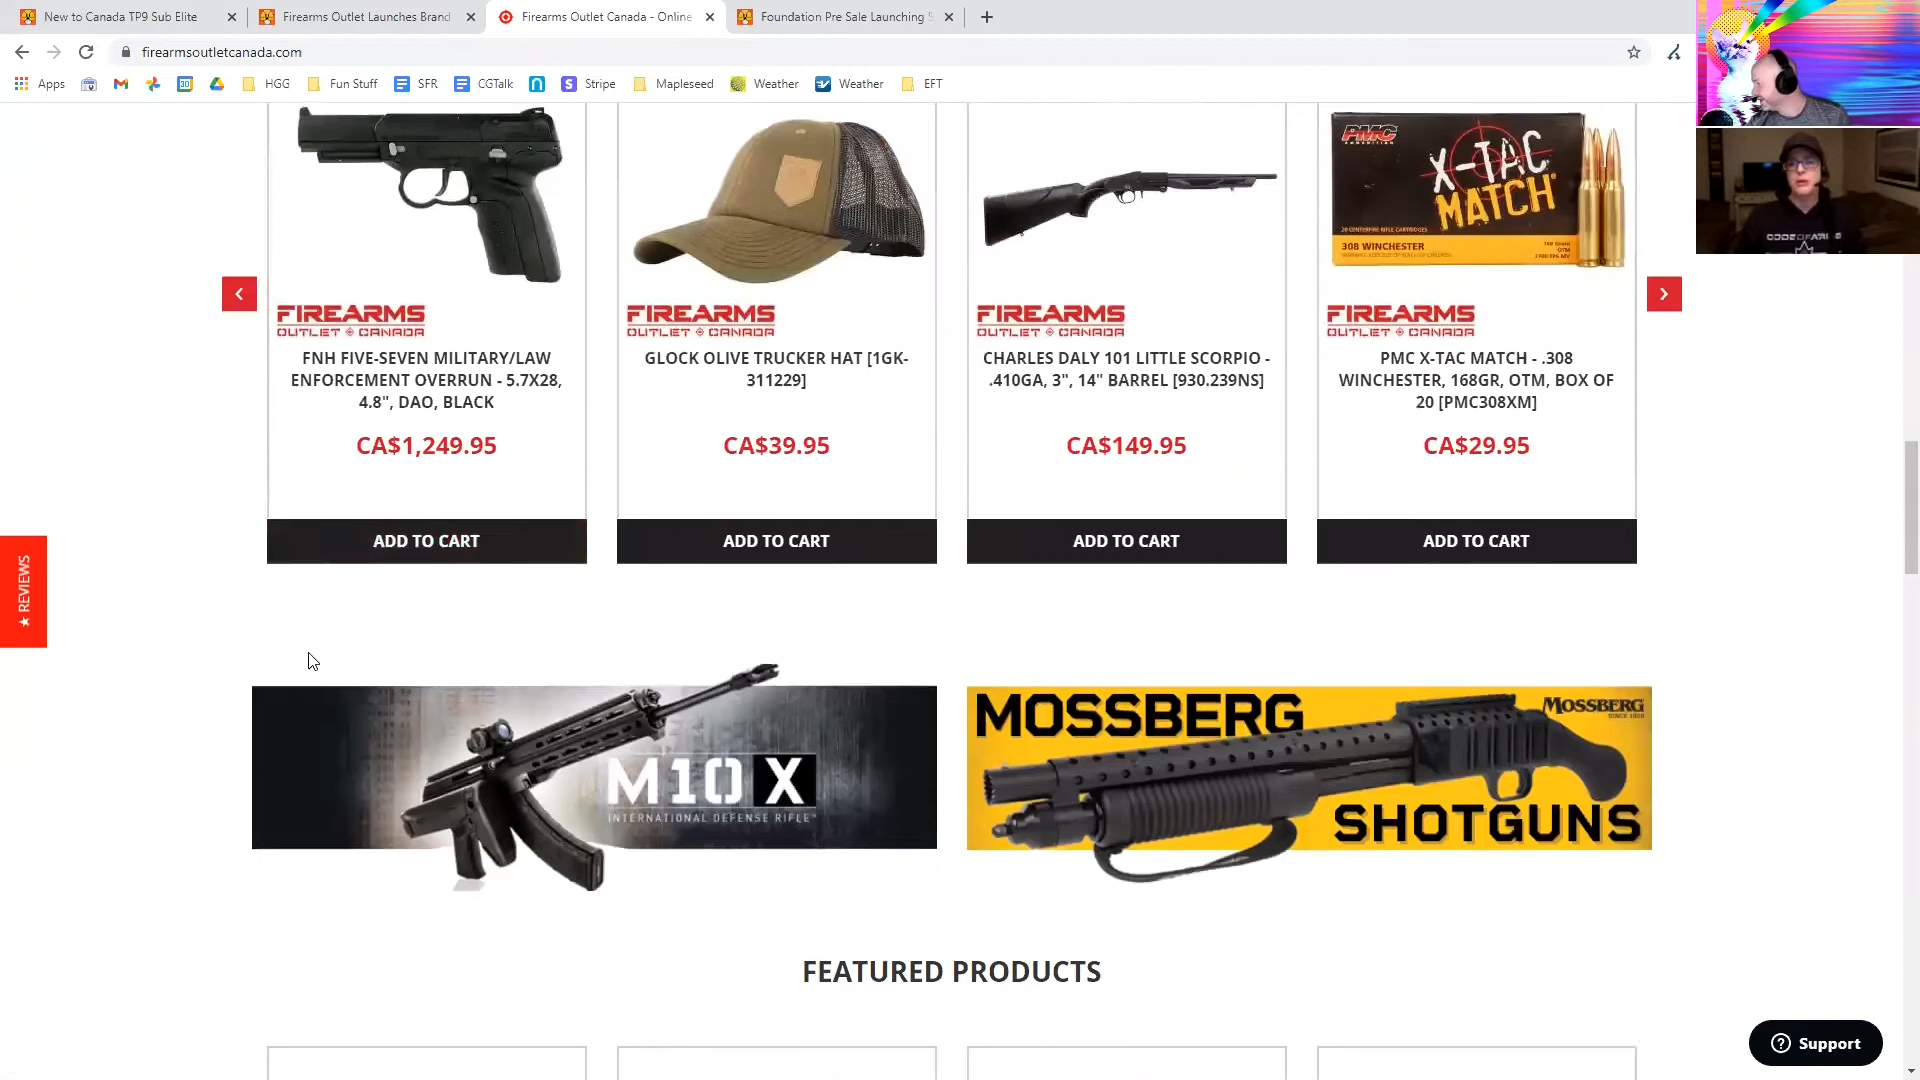 New to Canada TP9 Sub Elite
Firearms Outlet Launches Brand
Firearms Outlet Canada - Online
Foundation Pre Sale Launching
firearmsoutletcanada.com
Apps
HGG
Fun Stuff
SFR
CGTalk
Stripe
Mapleseed
Weather
Weather
EFT
PMC
X-TAC
MATCH
20 CENTERFIRE RIFLE CARTRIDGES
308 WINCHESTER
168 Grain
OTM
FIREARMS
OUTLET CANADA
FNH FIVE-SEVEN MILITARY/LAW
ENFORCEMENT OVERRUN - 5.7X28,
4.8", DAO, BLACK
CA$1,249.95
ADD TO CART
FIREARMS
OUTLET CANADA
GLOCK OLIVE TRUCKER HAT [1GK-
311229]
CA$39.95
ADD TO CART
FIREARMS
OUTLET CANADA
CHARLES DALY 101 LITTLE SCORPIO -
.410GA, 3", 14" BARREL [930.239NS]
CA$149.95
ADD TO CART
FIREARMS
OUTLET CANADA
PMC X-TAC MATCH - .308
WINCHESTER, 168GR, OTM, BOX OF
20 [PMC308XM]
CA$29.95
ADD TO CART
★ REVIEWS
M10 X
INTERNATIONAL DEFENSE RIFLE™
MOSSBERG
MOSSBERG
SINCE 1919
SHOTGUNS
FEATURED PRODUCTS
Support